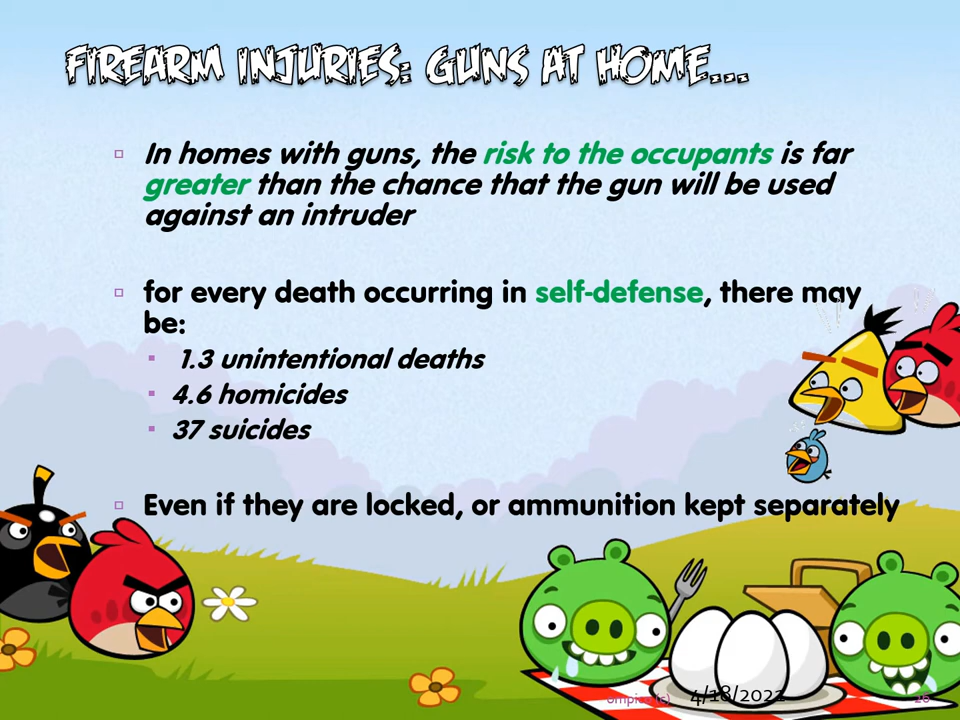 FIREARM INJURIES: GUNS AT HOME...
In homes with guns, the risk to the occupants is far
greater than the chance that the gun will be used
against an intruder
for every death occurring in self-defense, there may
be:
1.3 unintentional deaths
4.6 homicides
37 suicides
Even if they are locked, or ammunition kept separately
4/18/2022
26